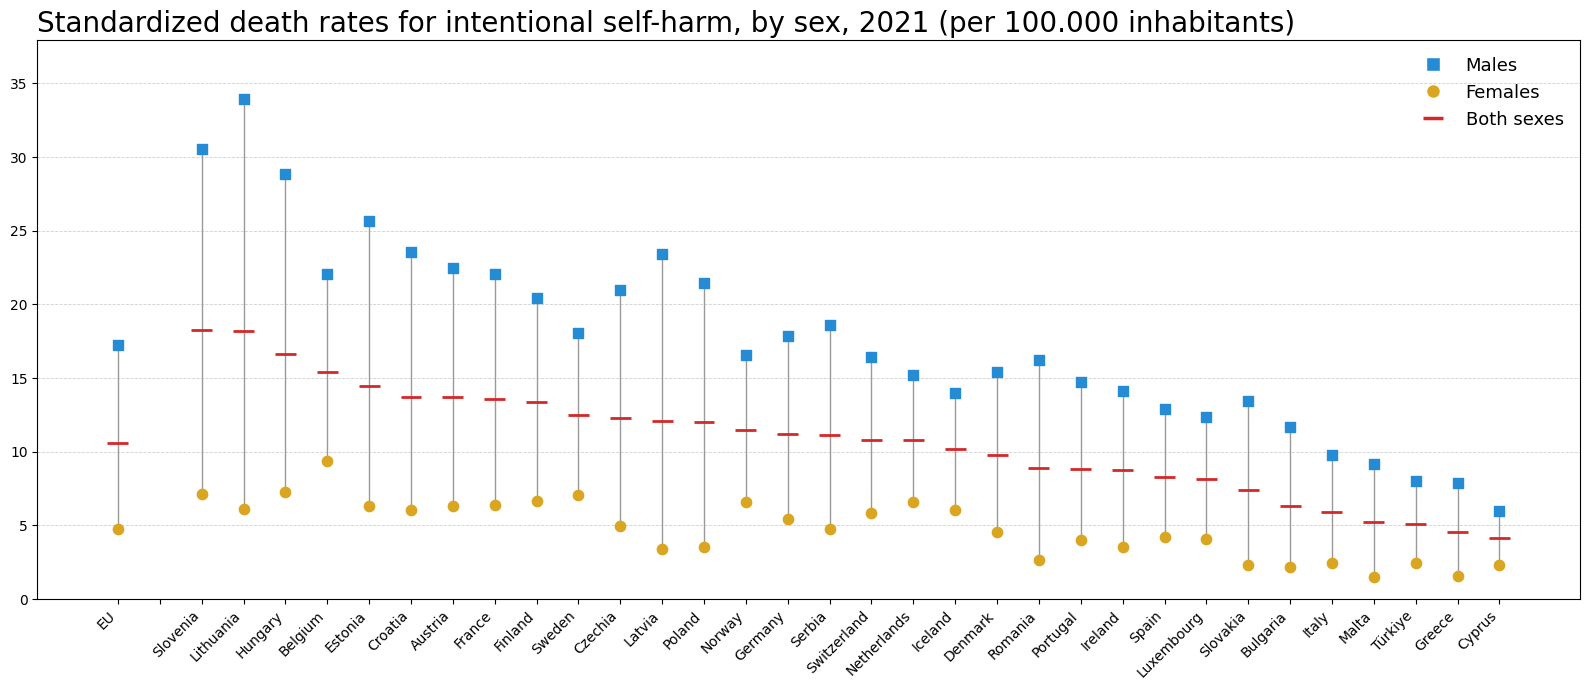 Standardized death rates for intentional self-harm, by sex, 2021 (per 100.000 inhabitants)
Males
Females
Both sexes
35
30
25
20
15
10
5
0
EU
Slovenia
Lithuania
Hungary
Belgium
Estonia
Croatia
Austria
France
Finland
Sweden
Czechia
Latvia
Poland
Norway
Germany
Serbia
Switzerland
Netherlands
Iceland
Denmark
Romania
Portugal
Ireland
Spain
Luxembourg
Slovakia
Bulgaria
Italy
Malta
Türkiye
Greece
Cyprus